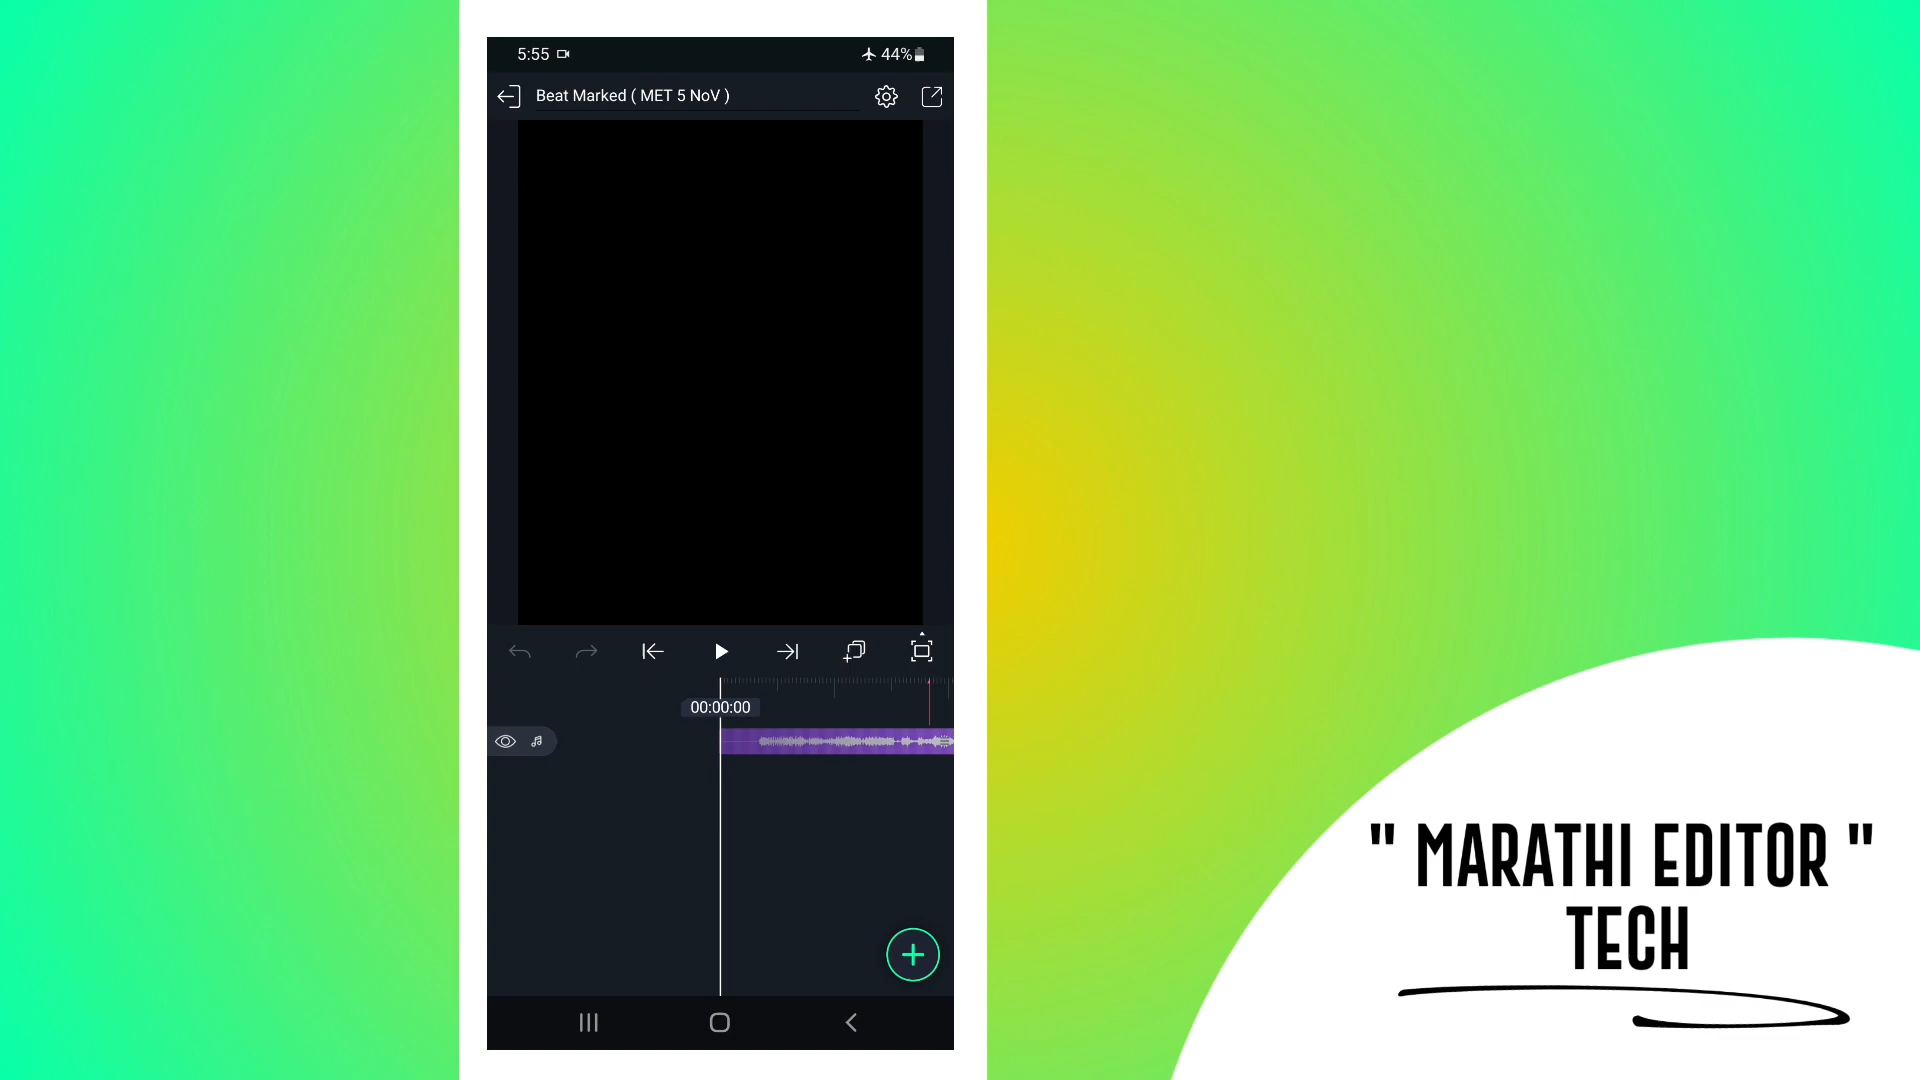 5:55
44%
Beat Marked ( MET 5 NoV )
00:00:00
" MARATHI EDITOR "
TECH